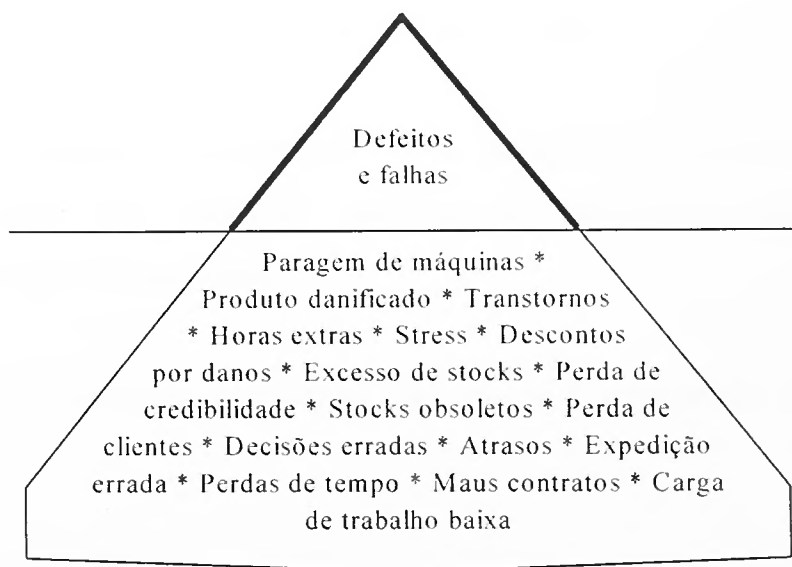 Defeitos
e falhas
Paragem de máquinas *
Produto danificado * Transtornos
* Horas extras * Stress * Descontos
por danos * Excesso de stocks * Perda de
credibilidade * Stocks obsoletos * Perda de
clientes * Decisões erradas * Atrasos * Expedição
errada * Perdas de tempo * Maus contratos * Carga
de trabalho baixa